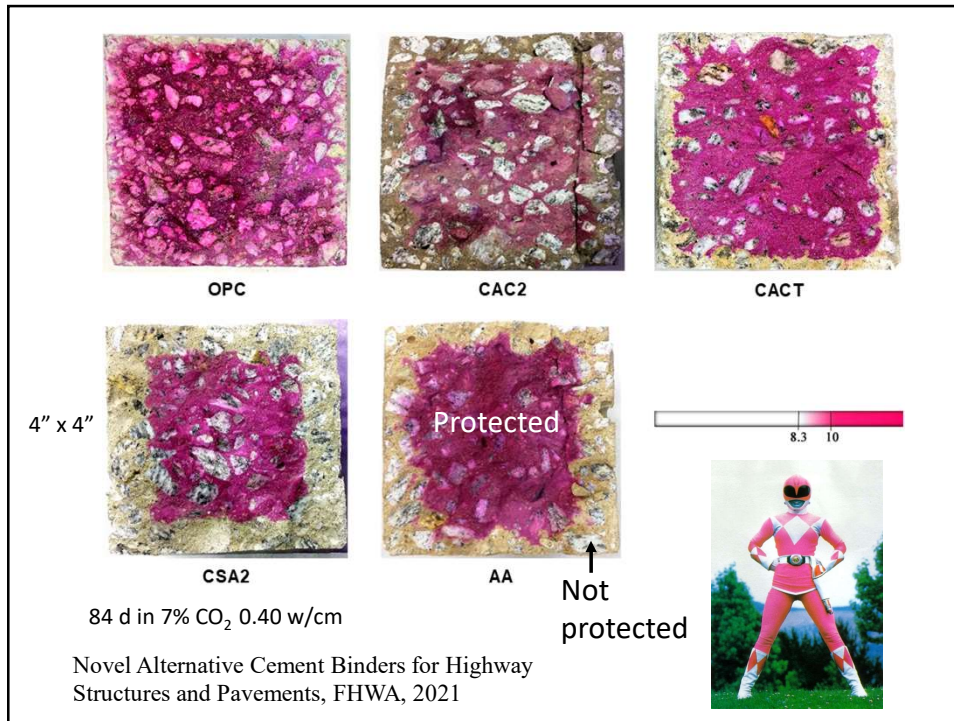 OPC
CAC2
CACT
4” x 4”
Protected
8.3
10
CSA2
AA
Not
protected
84 d in 7% CO₂ 0.40 w/cm
Novel Alternative Cement Binders for Highway
Structures and Pavements, FHWA, 2021